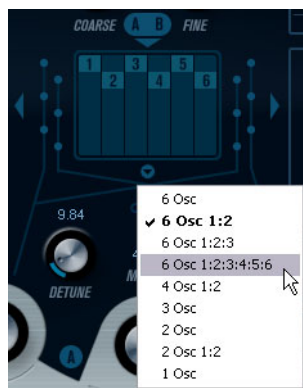 COARSE A B FINE
1 3 5
2 4 6
9.84
DETUNE
A
6 Osc
✓ 6 Osc 1:2
6 Osc 1:2:3
6 Osc 1:2:3:4:5:6
4 Osc 1:2
3 Osc
2 Osc
2 Osc 1:2
1 Osc